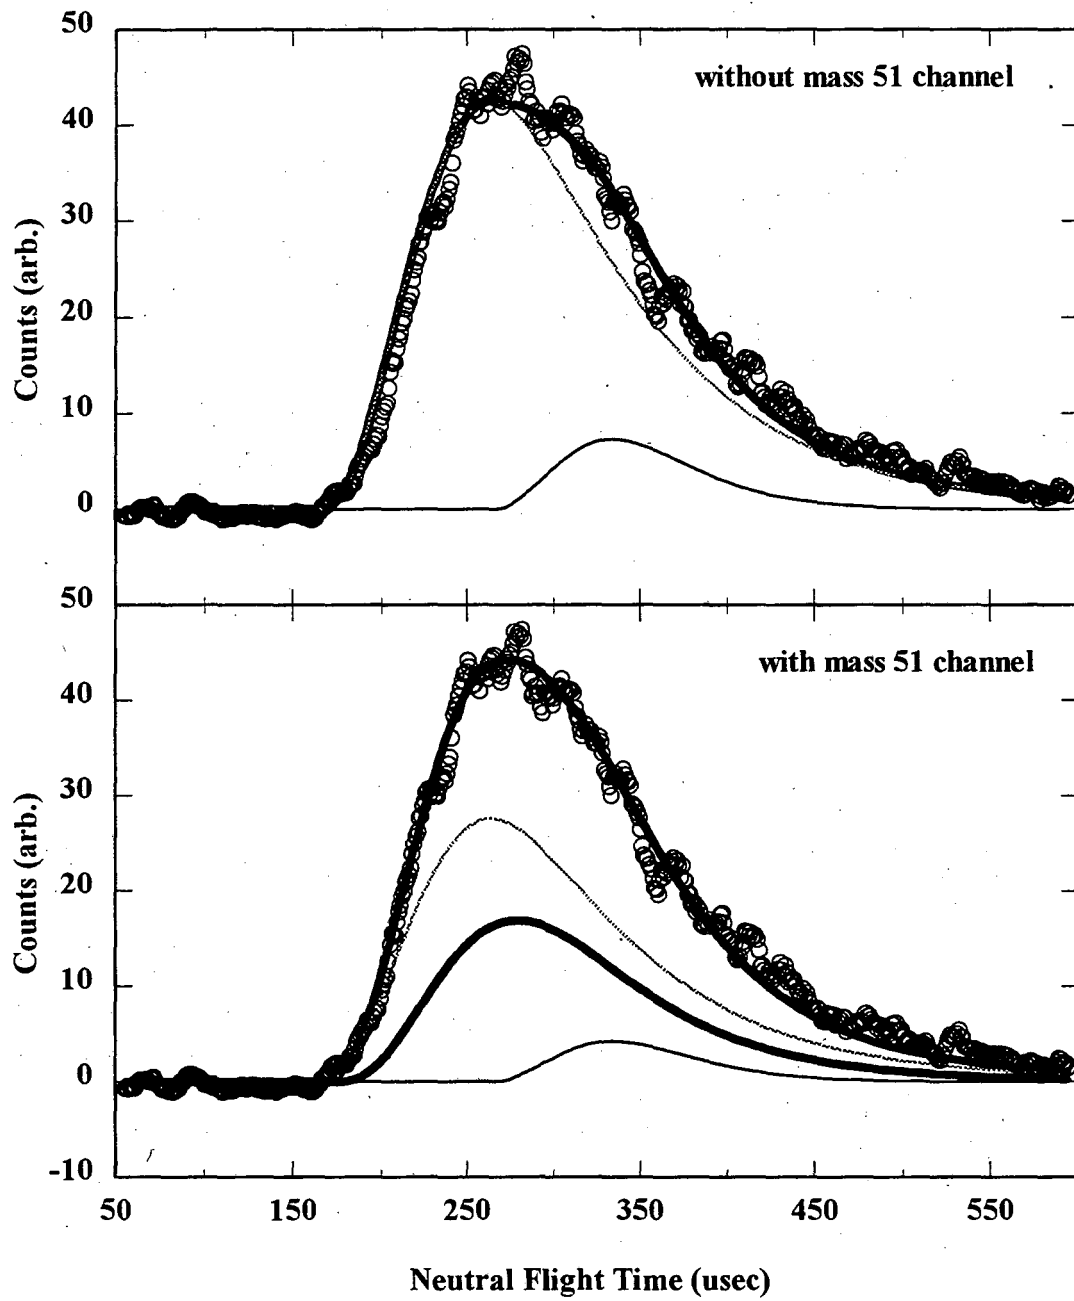 50
without mass 51 channel
40
30
20
10
0
Counts (arb.)
50
with mass 51 channel
40
30
20
10
0
-10
Counts (arb.)
50 150 250 350 450 550
Neutral Flight Time (usec)